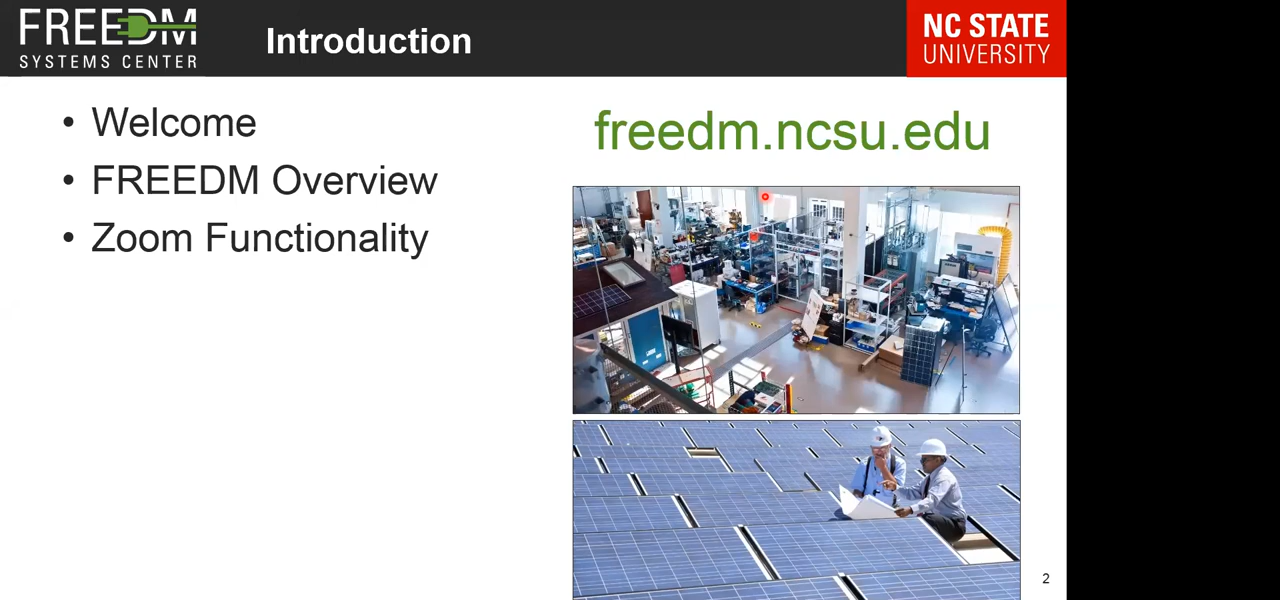 FREEDM
SYSTEMS CENTER
Introduction
NC STATE
UNIVERSITY
• Welcome
• FREEDM Overview
• Zoom Functionality
freedm.ncsu.edu
2